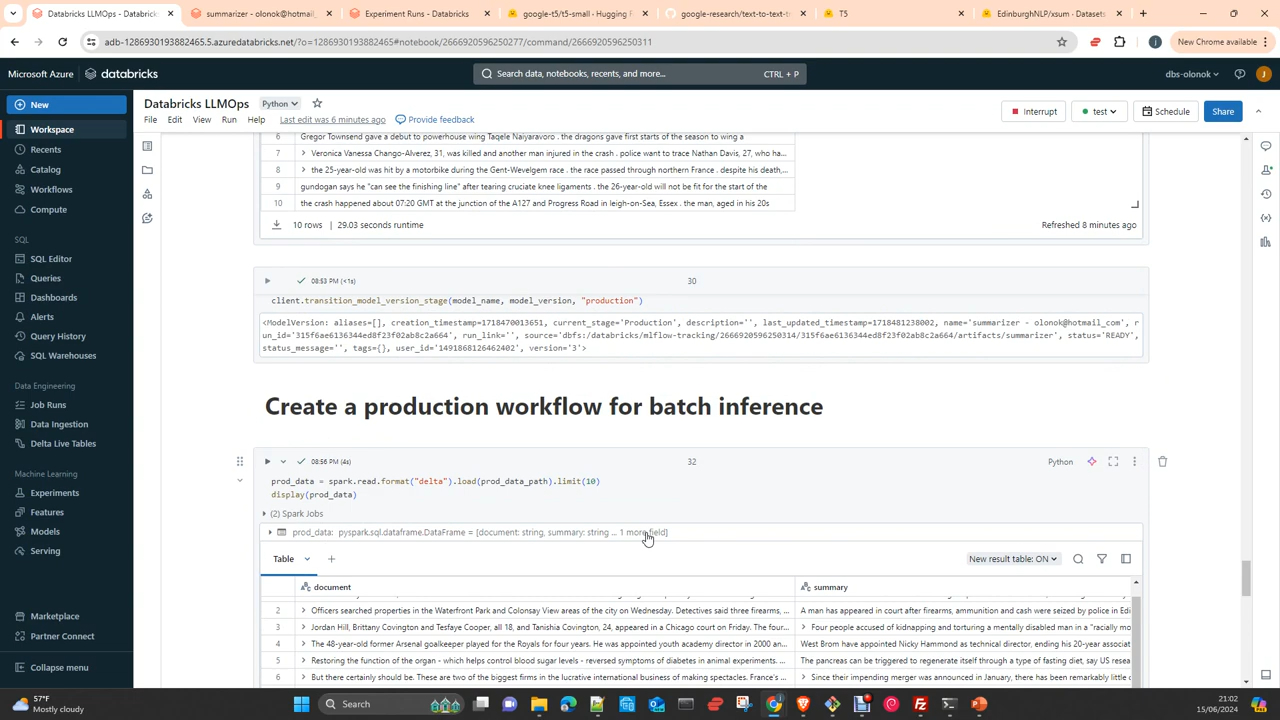 Databricks LLMOps - Databricks
summarizer - olonok@hotmail_
Experiment Runs - Databricks
google-t5/t5-small · Hugging F
google-research/text-to-text-tr
T5
EdinburghNLP/xsum · Datasets
adb-1286930193882465.5.azuredatabricks.net/?o=1286930193882465#notebook/2666920596250277/command/2666920596250311
New Chrome available
Microsoft Azure
databricks
Search data, notebooks, recents, and more...
CTRL + P
dbs-olonok
J
New
Workspace
Recents
Catalog
Workflows
Compute
SQL
SQL Editor
Queries
Dashboards
Alerts
Query History
SQL Warehouses
Data Engineering
Job Runs
Data Ingestion
Delta Live Tables
Machine Learning
Experiments
Features
Models
Serving
Marketplace
Partner Connect
Collapse menu
Databricks LLMOps
Python
File Edit View Run Help
Last edit was 6 minutes ago
Provide feedback
Interrupt
test
Schedule
Share
6 Gregor Townsend gave a debut to powerhouse wing Taqele Naiyaravoro . the dragons gave first starts of the season to wing a
7 Veronica Vanessa Chango-Alverez, 31, was killed and another man injured in the crash . police want to trace Nathan Davis, 27, who ha...
8 the 25-year-old was hit by a motorbike during the Gent-Wevelgem race . the race passed through northern France . despite his death,...
9 gundogan says he "can see the finishing line" after tearing cruciate knee ligaments . the 26-year-old will not be fit for the start of the
10 the crash happened about 07:20 GMT at the junction of the A127 and Progress Road in leigh-on-Sea, Essex . the man, aged in his 20s
10 rows | 29.03 seconds runtime
Refreshed 8 minutes ago
08:53 PM (<1s)
30
client.transition_model_version_stage(model_name, model_version, "production")
<ModelVersion: aliases=[], creation_timestamp=1718470013651, current_stage='Production', description='', last_updated_timestamp=1718481238002, name='summarizer - olonok@hotmail_com', r
un_id='315f6ae6136344ed8f23f02ab8c2a664', run_link='', source='dbfs:/databricks/mlflow-tracking/2666920596250314/315f6ae6136344ed8f23f02ab8c2a664/artifacts/summarizer', status='READY',
status_message='', tags={}, user_id='1491868126462402', version='3'>
Create a production workflow for batch inference
08:56 PM (4s)
32
Python
prod_data = spark.read.format("delta").load(prod_data_path).limit(10)
display(prod_data)
(2) Spark Jobs
prod_data: pyspark.sql.dataframe.DataFrame = [document: string, summary: string ... 1 more field]
Table
New result table: ON
document
summary
2 Officers searched properties in the Waterfront Park and Colonsay View areas of the city on Wednesday. Detectives said three firearms, ... A man has appeared in court after firearms, ammunition and cash were seized by police in Edi
3 Jordan Hill, Brittany Covington and Tesfaye Cooper, all 18, and Tanishia Covington, 24, appeared in a Chicago court on Friday. The four... Four people accused of kidnapping and torturing a mentally disabled man in a "racially mo
4 The 48-year-old former Arsenal goalkeeper played for the Royals for four years. He was appointed youth academy director in 2000 an... West Brom have appointed Nicky Hammond as technical director, ending his 20-year associat
5 Restoring the function of the organ - which helps control blood sugar levels - reversed symptoms of diabetes in animal experiments. ... The pancreas can be triggered to regenerate itself through a type of fasting diet, say US resea
6 But there certainly should be. These are two of the biggest firms in the lucrative international business of making spectacles. France's... Since their impending merger was announced in January, there has been remarkably little c
57°F
Mostly cloudy
Search
21:02
15/06/2024